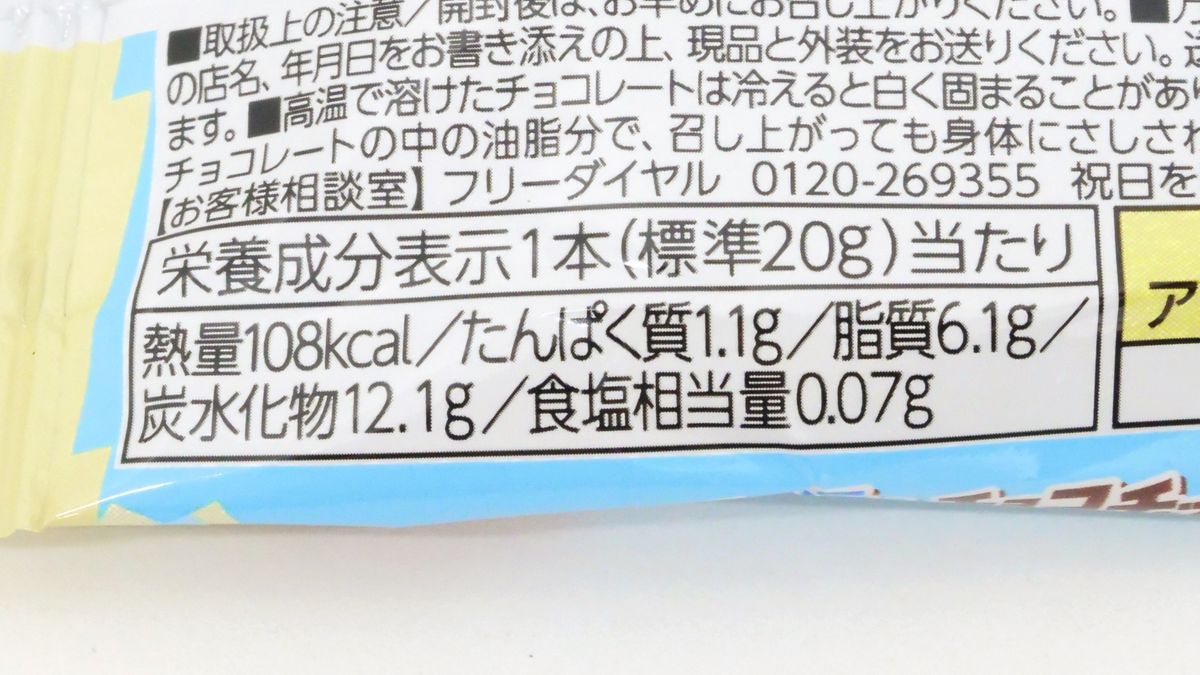 ■取扱上の注意／開封後は、お早めにお召し上がりください。■
の店名、年月日をお書き添えの上、現品と外装をお送りください。送
ます。■高温で溶けたチョコレートは冷えると白く固まることがあり
チョコレートの中の油脂分で、召し上がっても身体にさしさわ
【お客様相談室】フリーダイヤル 0120-269355 祝日を
栄養成分表示1本(標準20g)当たり
熱量108kcal／たんぱく質1.1g／脂質6.1g／
炭水化物12.1g／食塩相当量0.07g
ア